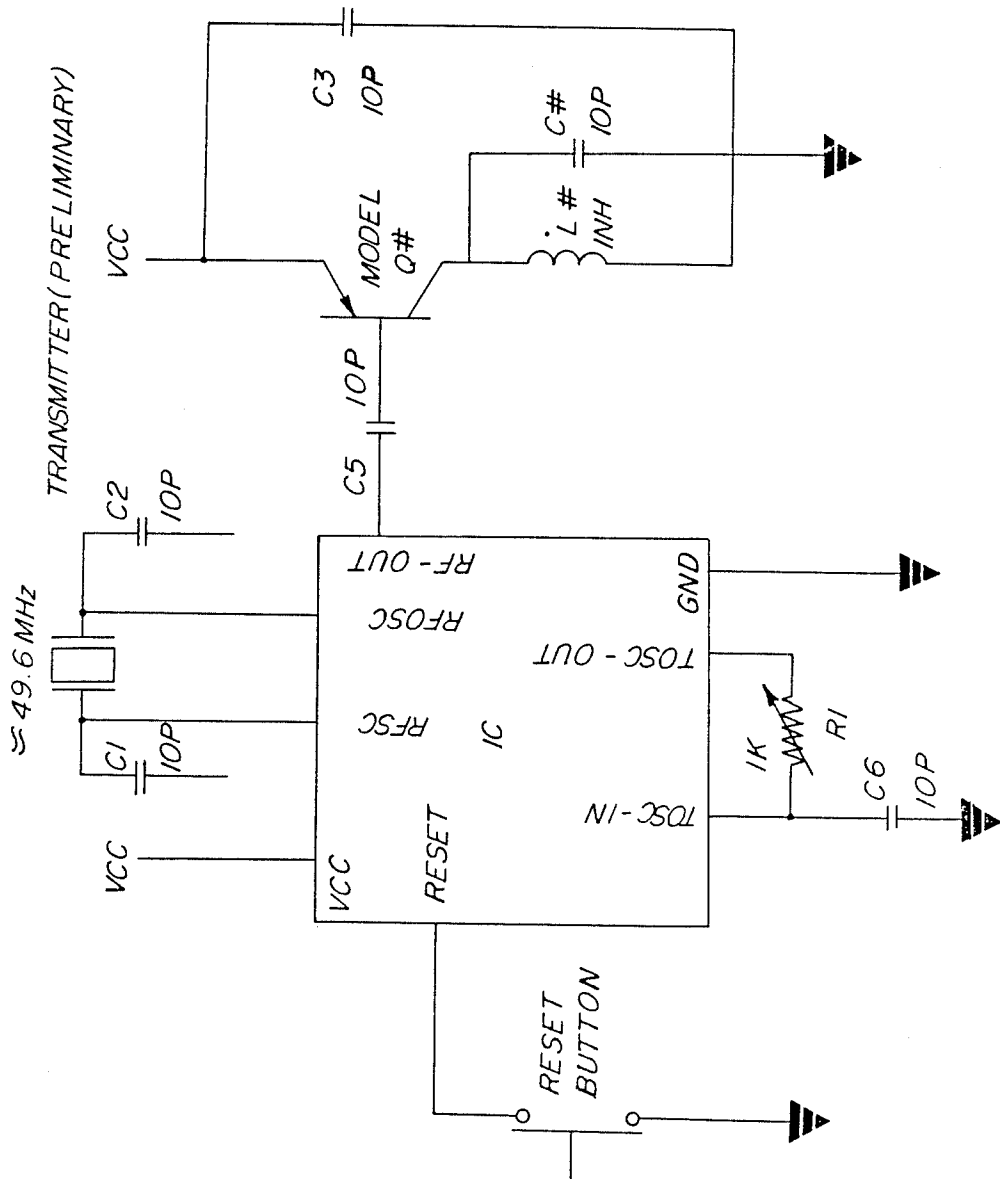 TRANSMITTER (PRELIMINARY)
≈ 49.6 MHz
VCC
C1
10P
C2
10P
VCC
C3
10P
MODEL
Q#
C#
10P
L#
INH
C5
10P
VCC
RFSC
RFOSC
RF-OUT
RESET
IC
TOSC-IN
TOSC-OUT
GND
1K
R1
C6
10P
RESET
BUTTON